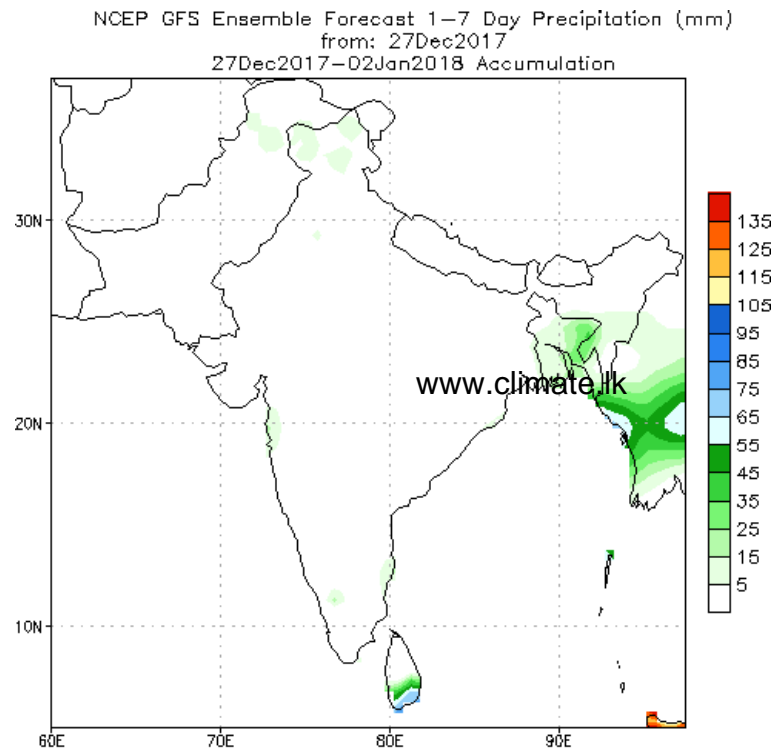 NCEP GFS Ensemble Forecast 1–7 Day Precipitation (mm)
from: 27Dec2017
27Dec2017–02Jan2018 Accumulation
30N
20N
10N
60E
70E
80E
90E
www.climate.lk
135
125
115
105
95
85
75
65
55
45
35
25
15
5